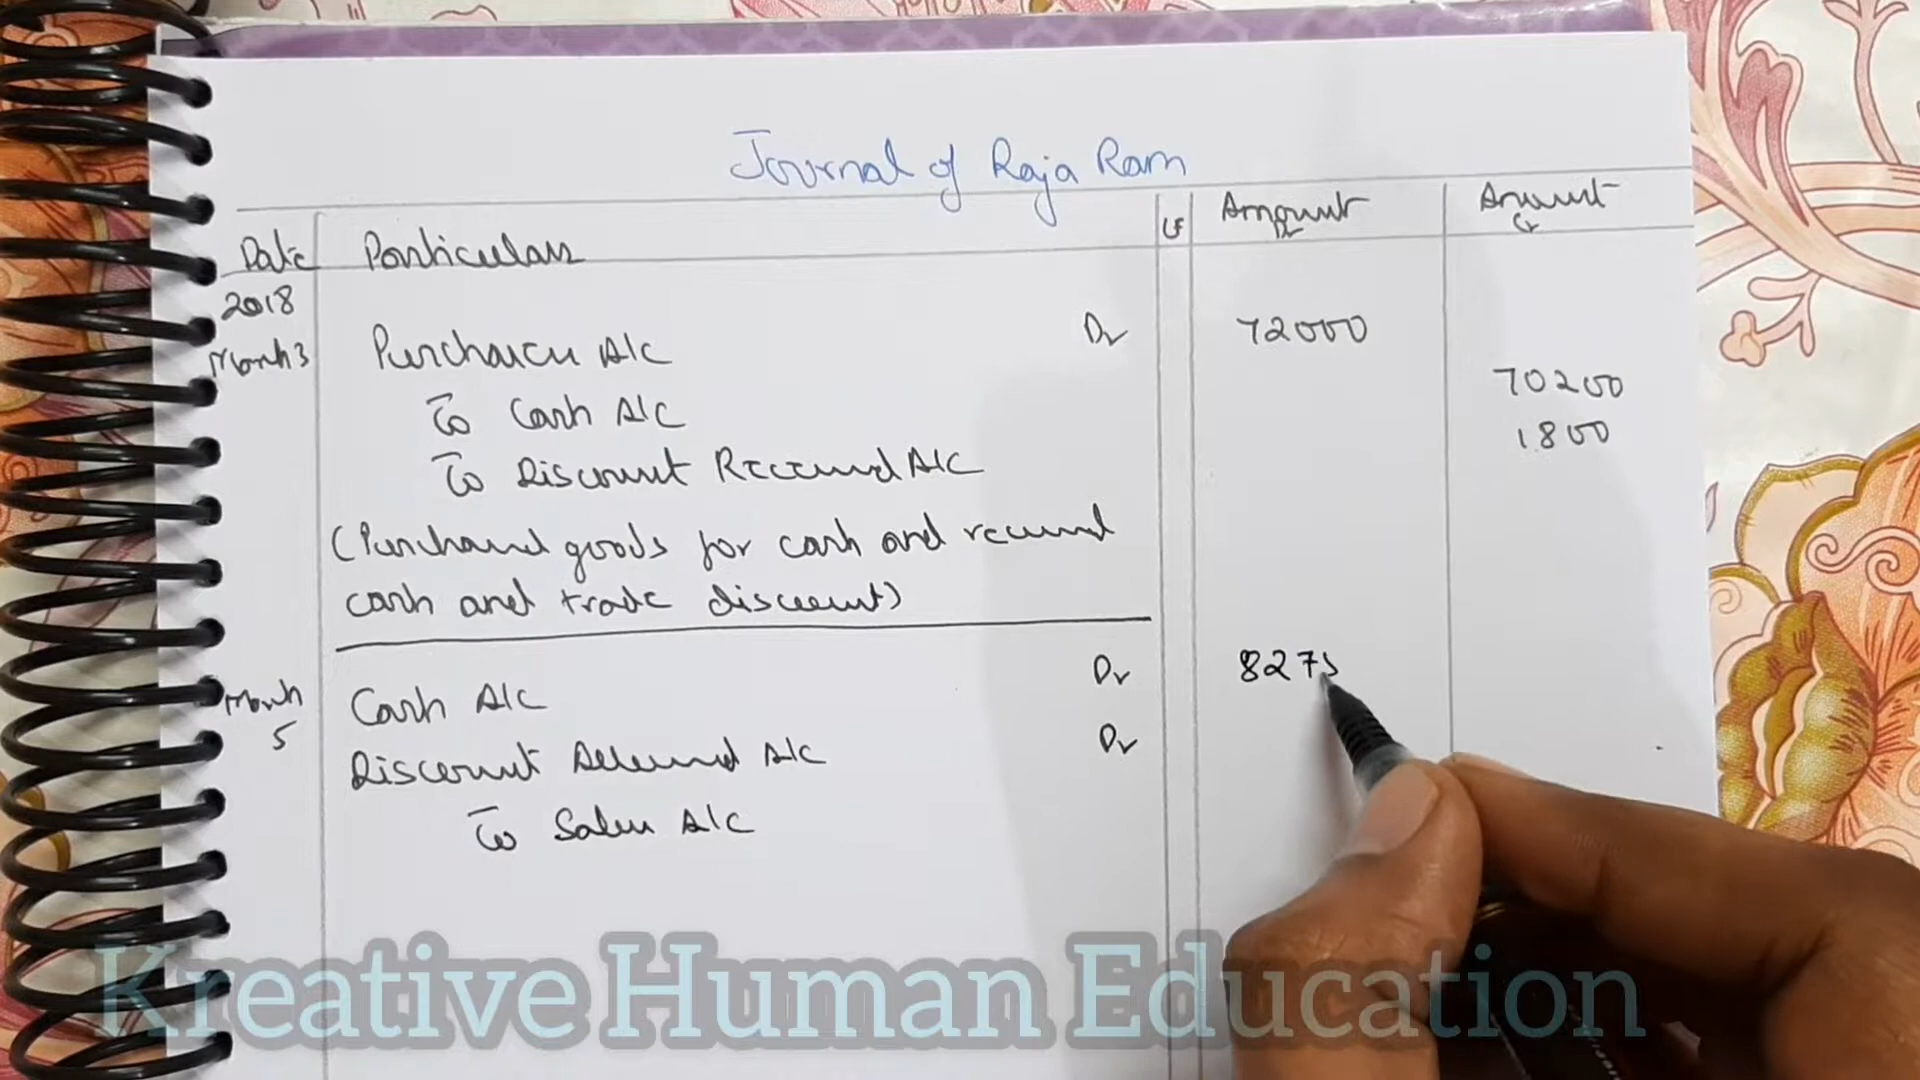 Journal of Raja Ram
Date Particulars LF Amount Dr Amount Cr
2018
March 3 Purchases A/c Dr 72000
To Cash A/c 70200
To Discount Received A/c 1800
(Purchased goods for cash and received
cash and trade discount)
March 5 Cash A/c Dr 8275
Discount Allowed A/c Dr
To Sales A/c
Kreative Human Education